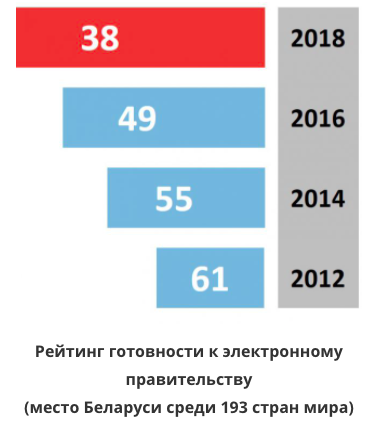 38 2018
49 2016
55 2014
61 2012
Рейтинг готовности к электронному
правительству
(место Беларуси среди 193 стран мира)